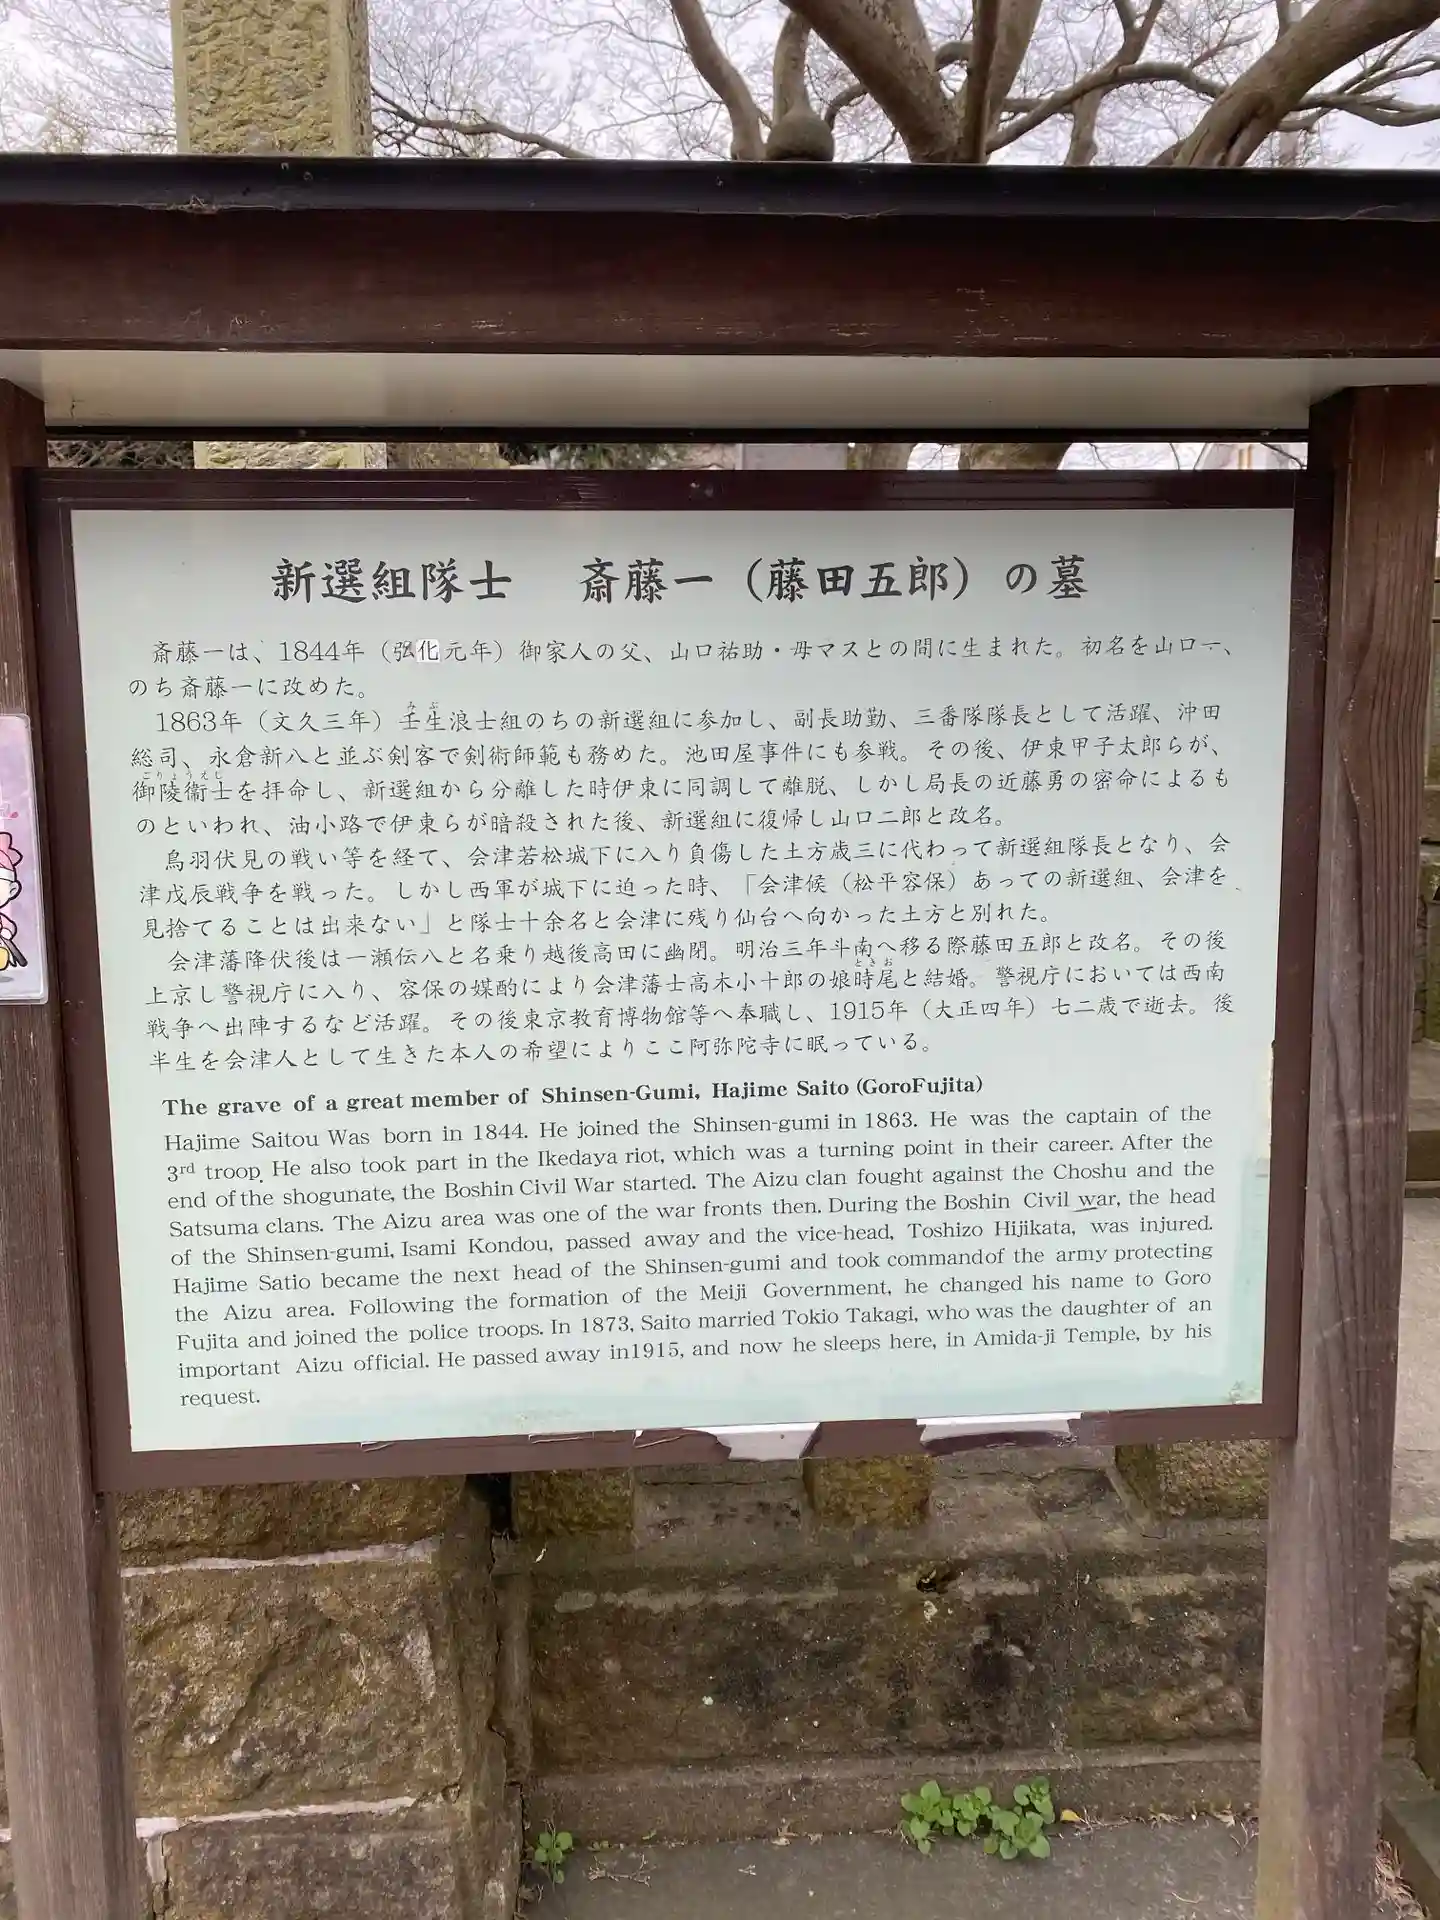 新選組隊士　斎藤一（藤田五郎）の墓
斎藤一は、1844年（弘化元年）御家人の父、山口祐助・母マスとの間に生まれた。初名を山口一、
のち斎藤一に改めた。
1863年（文久三年）壬生浪士組のちの新選組に参加し、副長助勤、三番隊隊長として活躍、沖田
総司、永倉新八と並ぶ剣客で剣術師範も務めた。池田屋事件にも参戦。その後、伊東甲子太郎らが、
御陵衞士を拝命し、新選組から分離した時伊東に同調して離脱、しかし局長の近藤勇の密命によるも
のといわれ、油小路で伊東らが暗殺された後、新選組に復帰し山口二郎と改名。
鳥羽伏見の戦い等を経て、会津若松城下に入り負傷した土方歳三に代わって新選組隊長となり、会
津戊辰戦争を戦った。しかし西軍が城下に迫った時、「会津候（松平容保）あっての新選組、会津を
見捨てることは出来ない」と隊士十余名と会津に残り仙台へ向かった土方と別れた。
会津藩降伏後は一瀬伝八と名乗り越後高田に幽閉。明治三年斗南へ移る際藤田五郎と改名。その後
上京し警視庁に入り、容保の媒酌により会津藩士高木小十郎の娘時尾と結婚。警視庁においては西南
戦争へ出陣するなど活躍。その後東京教育博物館等へ奉職し、1915年（大正四年）七二歳で逝去。後
半生を会津人として生きた本人の希望によりここ阿弥陀寺に眠っている。
The grave of a great member of Shinsen-Gumi, Hajime Saito (GoroFujita)
Hajime Saitou Was born in 1844. He joined the Shinsen-gumi in 1863. He was the captain of the
3rd troop. He also took part in the Ikedaya riot, which was a turning point in their career. After the
end of the shogunate, the Boshin Civil War started. The Aizu clan fought against the Choshu and the
Satsuma clans. The Aizu area was one of the war fronts then. During the Boshin Civil war, the head
of the Shinsen-gumi, Isami Kondou, passed away and the vice-head, Toshizo Hijikata, was injured.
Hajime Satio became the next head of the Shinsen-gumi and took commandof the army protecting
the Aizu area. Following the formation of the Meiji Government, he changed his name to Goro
Fujita and joined the police troops. In 1873, Saito married Tokio Takagi, who was the daughter of an
important Aizu official. He passed away in1915, and now he sleeps here, in Amida-ji Temple, by his
request.